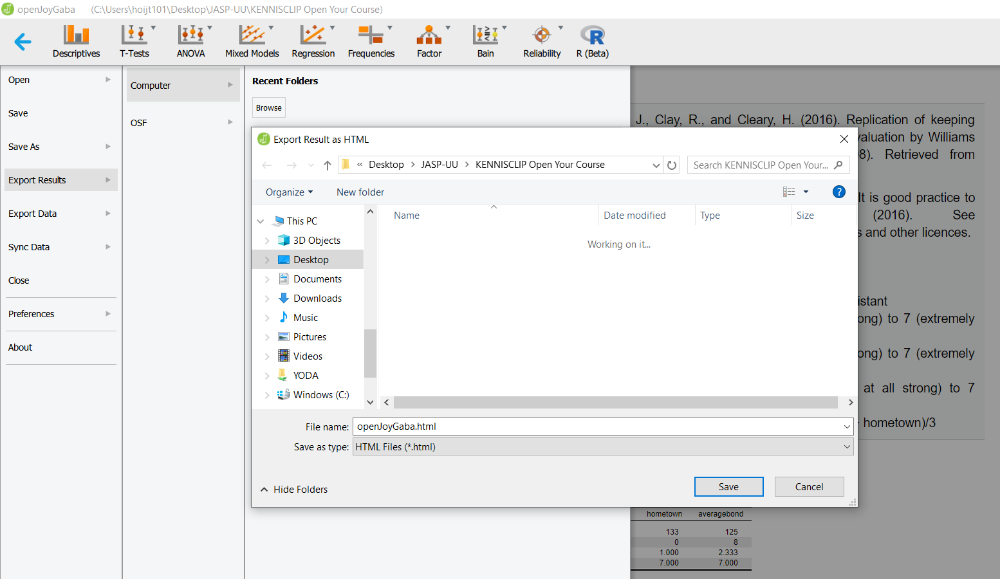 openJoyGaba (C:\Users\hoijt101\Desktop\JASP-UU\KENNISCLIP Open Your Course)
Descriptives T-Tests ANOVA Mixed Models Regression Frequencies Factor Bain Reliability R (Beta)
Open
Save
Save As
Export Results
Export Data
Sync Data
Close
Preferences
About
Computer
OSF
Recent Folders
Browse
J., Clay, R., and Cleary, H. (2016). Replication of keeping
valuation by Williams
8). Retrieved from
It is good practice to
(2016). See
s and other licences.
istant
ong) to 7 (extremely
ong) to 7 (extremely
at all strong) to 7
hometown)/3
Export Result as HTML
« Desktop > JASP-UU > KENNISCLIP Open Your Course
Search KENNISCLIP Open Your...
Organize New folder
?
Name Date modified Type Size
Working on it...
This PC
3D Objects
Desktop
Documents
Downloads
Music
Pictures
Videos
YODA
Windows (C:)
File name: openJoyGaba.html
Save as type: HTML Files (*.html)
Hide Folders
Save Cancel
hometown averagebond
133 125
0 8
1.000 2.333
7.000 7.000